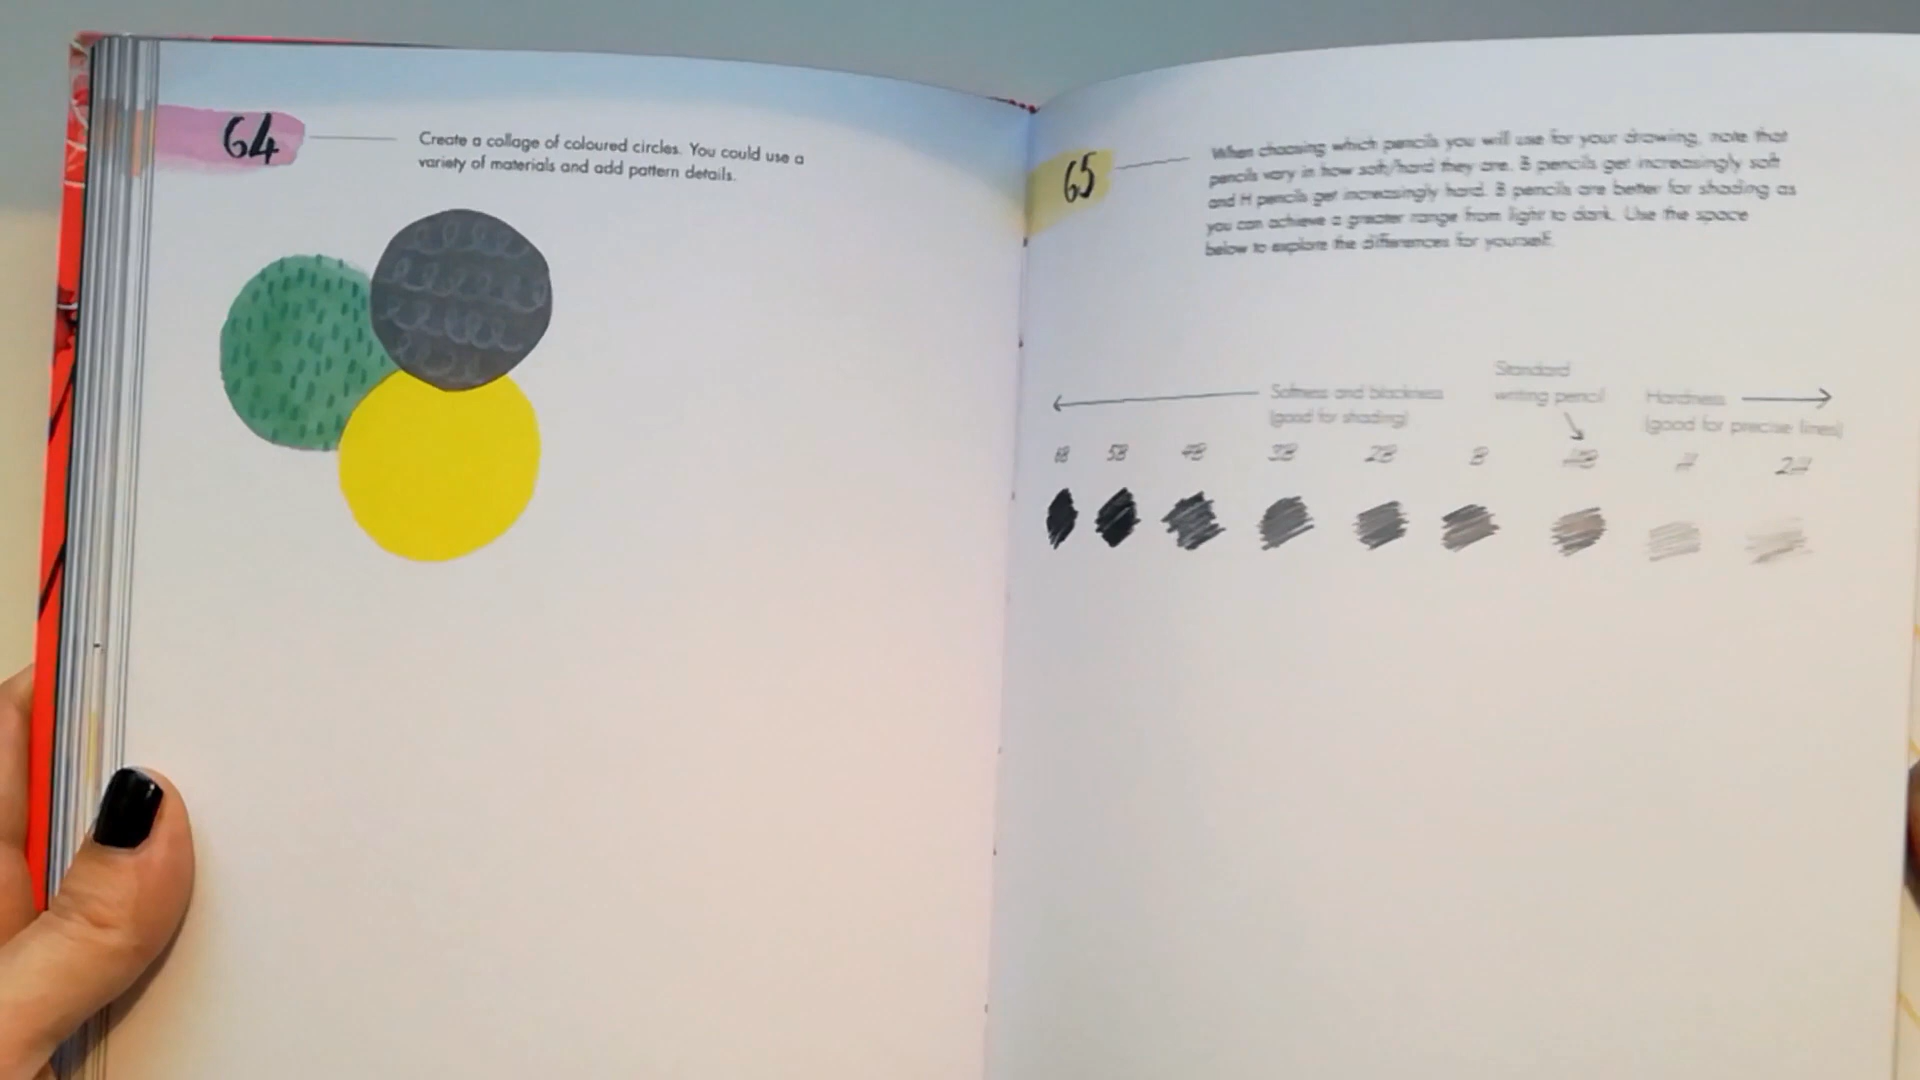 64
Create a collage of coloured circles. You could use a
variety of materials and add pattern details.
65
When choosing which pencils you will use for your drawing, note that
pencils vary in how soft/hard they are. B pencils get increasingly soft
and H pencils get increasingly hard. B pencils are better for shading as
you can achieve a greater range from light to dark. Use the space
below to explore the differences for yourself.
Softness and blackness
(good for shading)
Standard
writing pencil
Hardness
(good for precise lines)
6B 5B 4B 3B 2B B HB H 2H